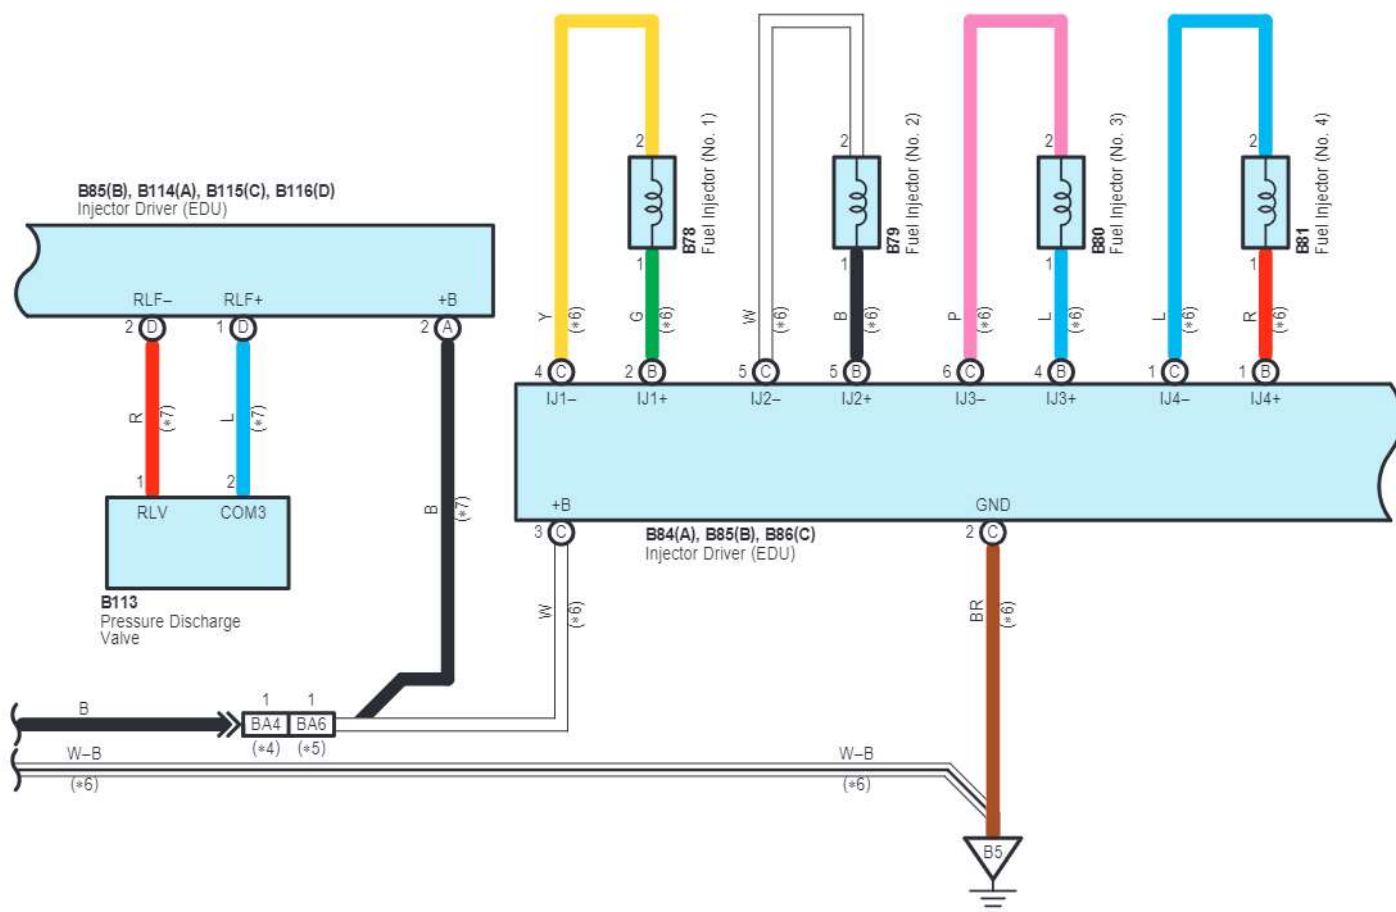 2
2
2
2
Fuel Injector (No. 1)
Fuel Injector (No. 2)
Fuel Injector (No. 3)
Fuel Injector (No. 4)
B78
B79
B80
B81
1
1
1
1
B85(B), B114(A), B115(C), B116(D)
Injector Driver (EDU)
RLF– RLF+ +B
2 D 1 D 2 A
Y (∗6) G (∗6) W (∗6) B (∗6) P (∗6) L (∗6) L (∗6) R (∗6)
4 C 2 B 5 C 5 B 6 C 4 B 1 C 1 B
IJ1– IJ1+ IJ2– IJ2+ IJ3– IJ3+ IJ4– IJ4+
R (∗7) L (∗7)
1 2
RLV COM3
B113
Pressure Discharge
Valve
B (∗7)
+B GND
3 C 2 C
B84(A), B85(B), B86(C)
Injector Driver (EDU)
W (∗6) BR (∗6)
B
1 1
BA4 BA6
(∗4) (∗5)
W–B W–B
(∗6) (∗6)
B5